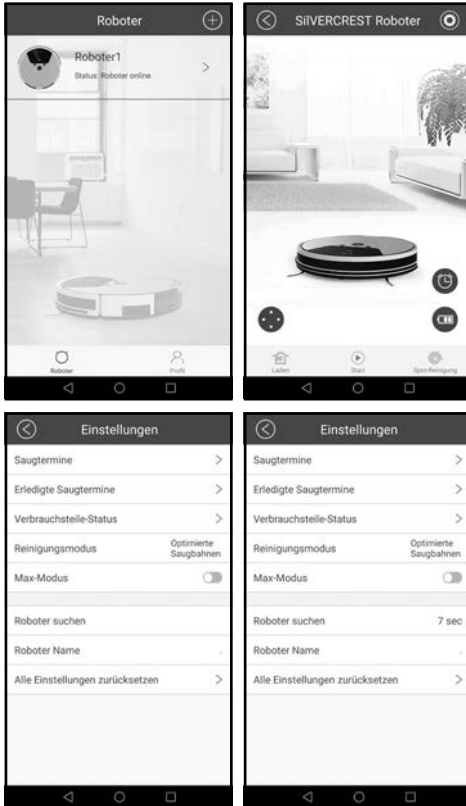 Roboter
Roboter1
Status: Roboter online
Roboter
Profil
SilVERCREST Roboter
Laden
Start
Spot-Reinigung
Einstellungen
Saugtermine
Erledigte Saugtermine
Verbrauchsteile-Status
Reinigungsmodus
Optimierte
Saugbahnen
Max-Modus
Roboter suchen
Roboter Name
Alle Einstellungen zurücksetzen
Einstellungen
Saugtermine
Erledigte Saugtermine
Verbrauchsteile-Status
Reinigungsmodus
Optimierte
Saugbahnen
Max-Modus
Roboter suchen
7 sec
Roboter Name
Alle Einstellungen zurücksetzen